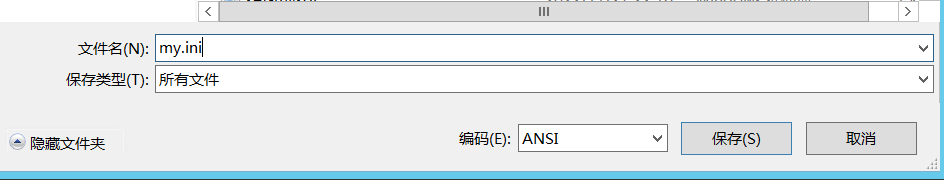 文件名(N): my.ini
保存类型(T): 所有文件
隐藏文件夹 编码(E): ANSI 保存(S) 取消